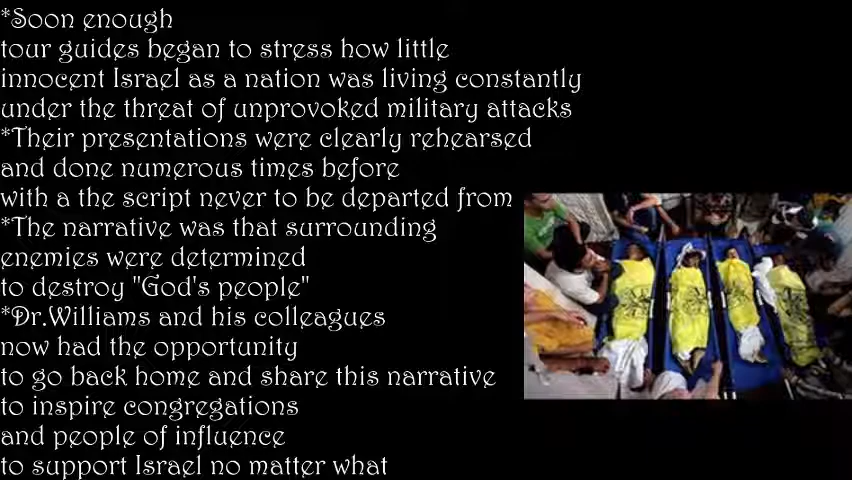 *Soon enough
tour guides began to stress how little
innocent Israel as a nation was living constantly
under the threat of unprovoked military attacks
*Their presentations were clearly rehearsed
and done numerous times before
with a the script never to be departed from
*The narrative was that surrounding
enemies were determined
to destroy "God's people"
*Dr.Williams and his colleagues
now had the opportunity
to go back home and share this narrative
to inspire congregations
and people of influence
to support Israel no matter what